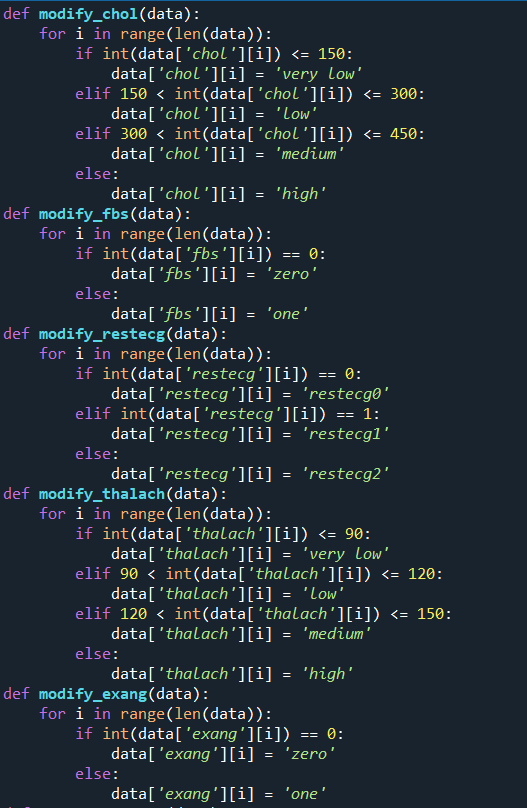 def modify_chol(data):
    for i in range(len(data)):
        if int(data['chol'][i]) <= 150:
            data['chol'][i] = 'very low'
        elif 150 < int(data['chol'][i]) <= 300:
            data['chol'][i] = 'low'
        elif 300 < int(data['chol'][i]) <= 450:
            data['chol'][i] = 'medium'
        else:
            data['chol'][i] = 'high'
def modify_fbs(data):
    for i in range(len(data)):
        if int(data['fbs'][i]) == 0:
            data['fbs'][i] = 'zero'
        else:
            data['fbs'][i] = 'one'
def modify_restecg(data):
    for i in range(len(data)):
        if int(data['restecg'][i]) == 0:
            data['restecg'][i] = 'restecg0'
        elif int(data['restecg'][i]) == 1:
            data['restecg'][i] = 'restecg1'
        else:
            data['restecg'][i] = 'restecg2'
def modify_thalach(data):
    for i in range(len(data)):
        if int(data['thalach'][i]) <= 90:
            data['thalach'][i] = 'very low'
        elif 90 < int(data['thalach'][i]) <= 120:
            data['thalach'][i] = 'low'
        elif 120 < int(data['thalach'][i]) <= 150:
            data['thalach'][i] = 'medium'
        else:
            data['thalach'][i] = 'high'
def modify_exang(data):
    for i in range(len(data)):
        if int(data['exang'][i]) == 0:
            data['exang'][i] = 'zero'
        else:
            data['exang'][i] = 'one'